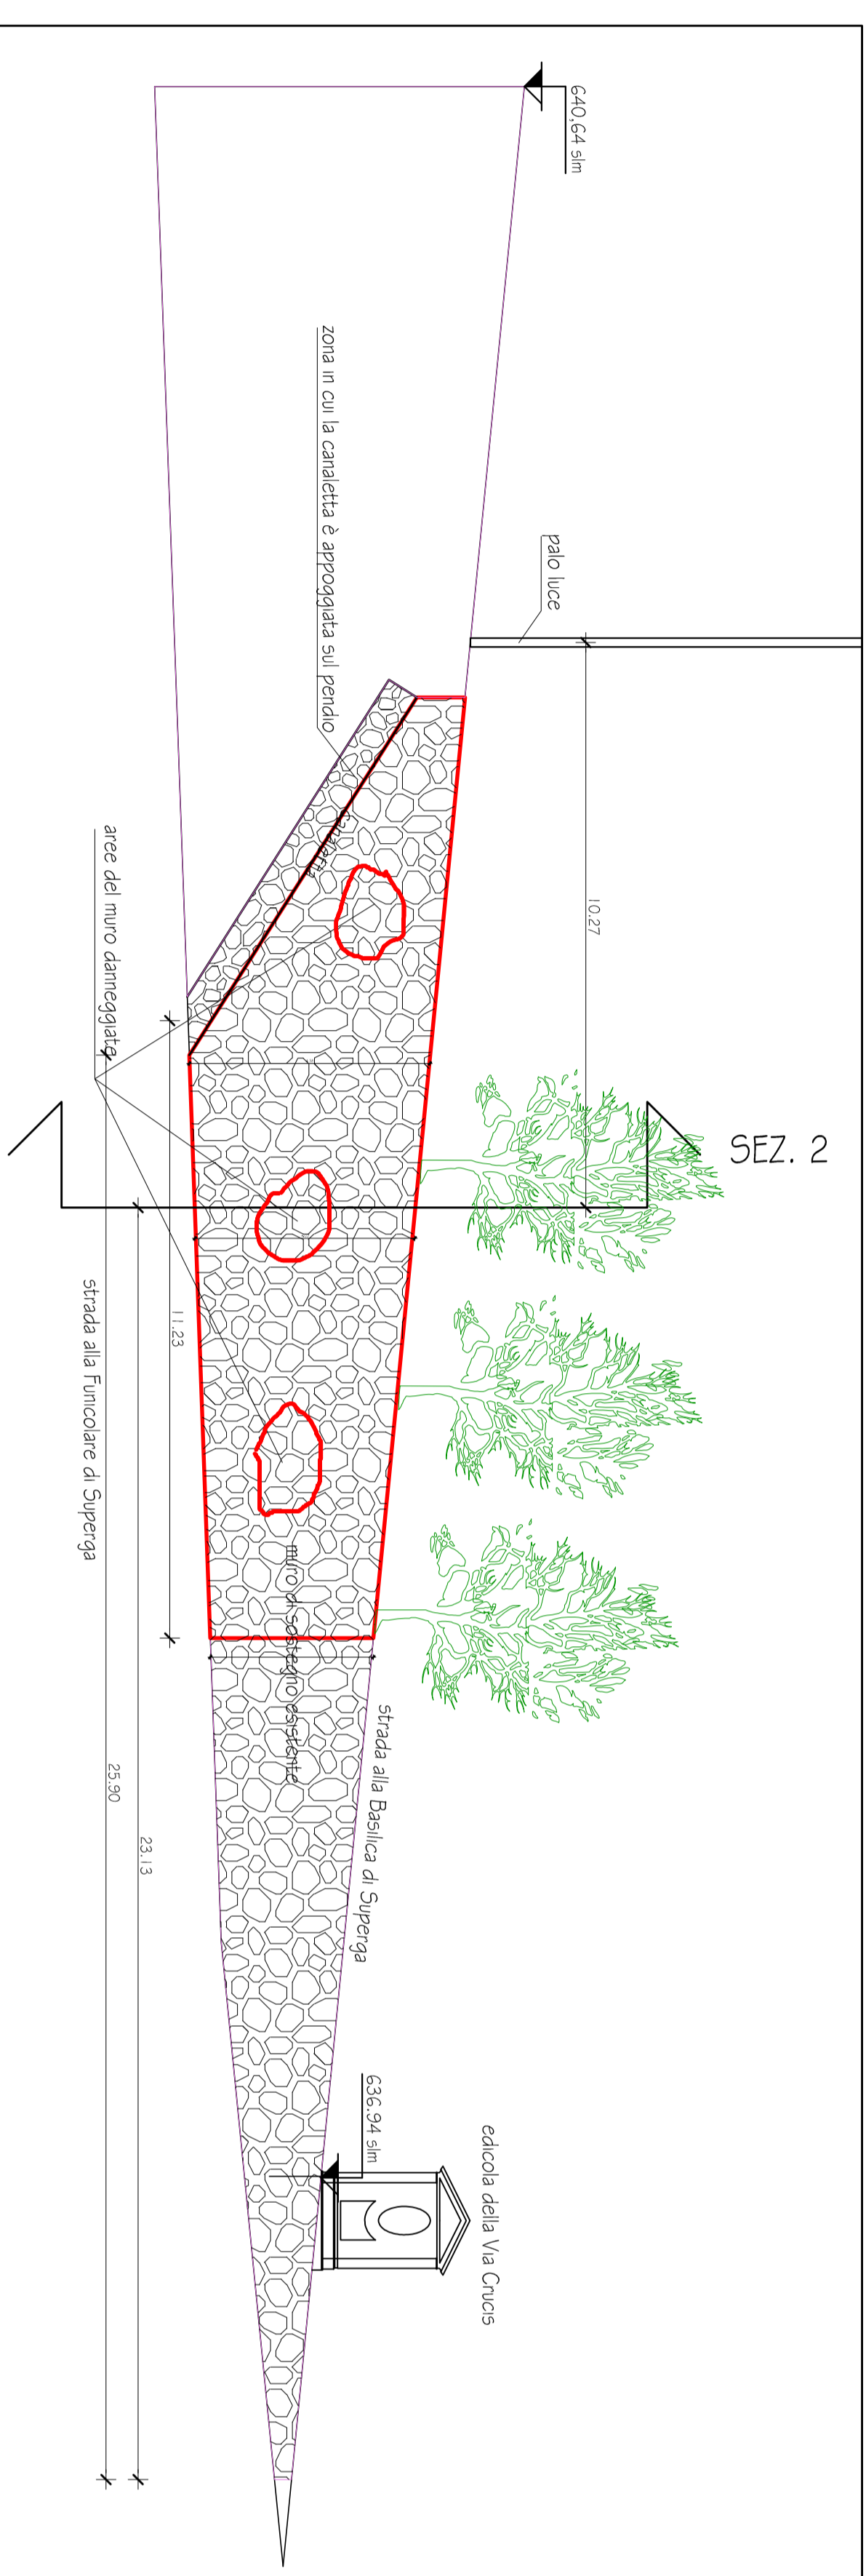 640,64 slm
palo luce
zona in cui la canaletta è appoggiata sul pendio
canaletta
10.27
aree del muro danneggiate
SEZ. 2
11.23
strada alla Funicolare di Superga
muro di sostegno esistente
strada alla Basilica di Superga
25.90
23.13
636.94 slm
edicola della Via Crucis